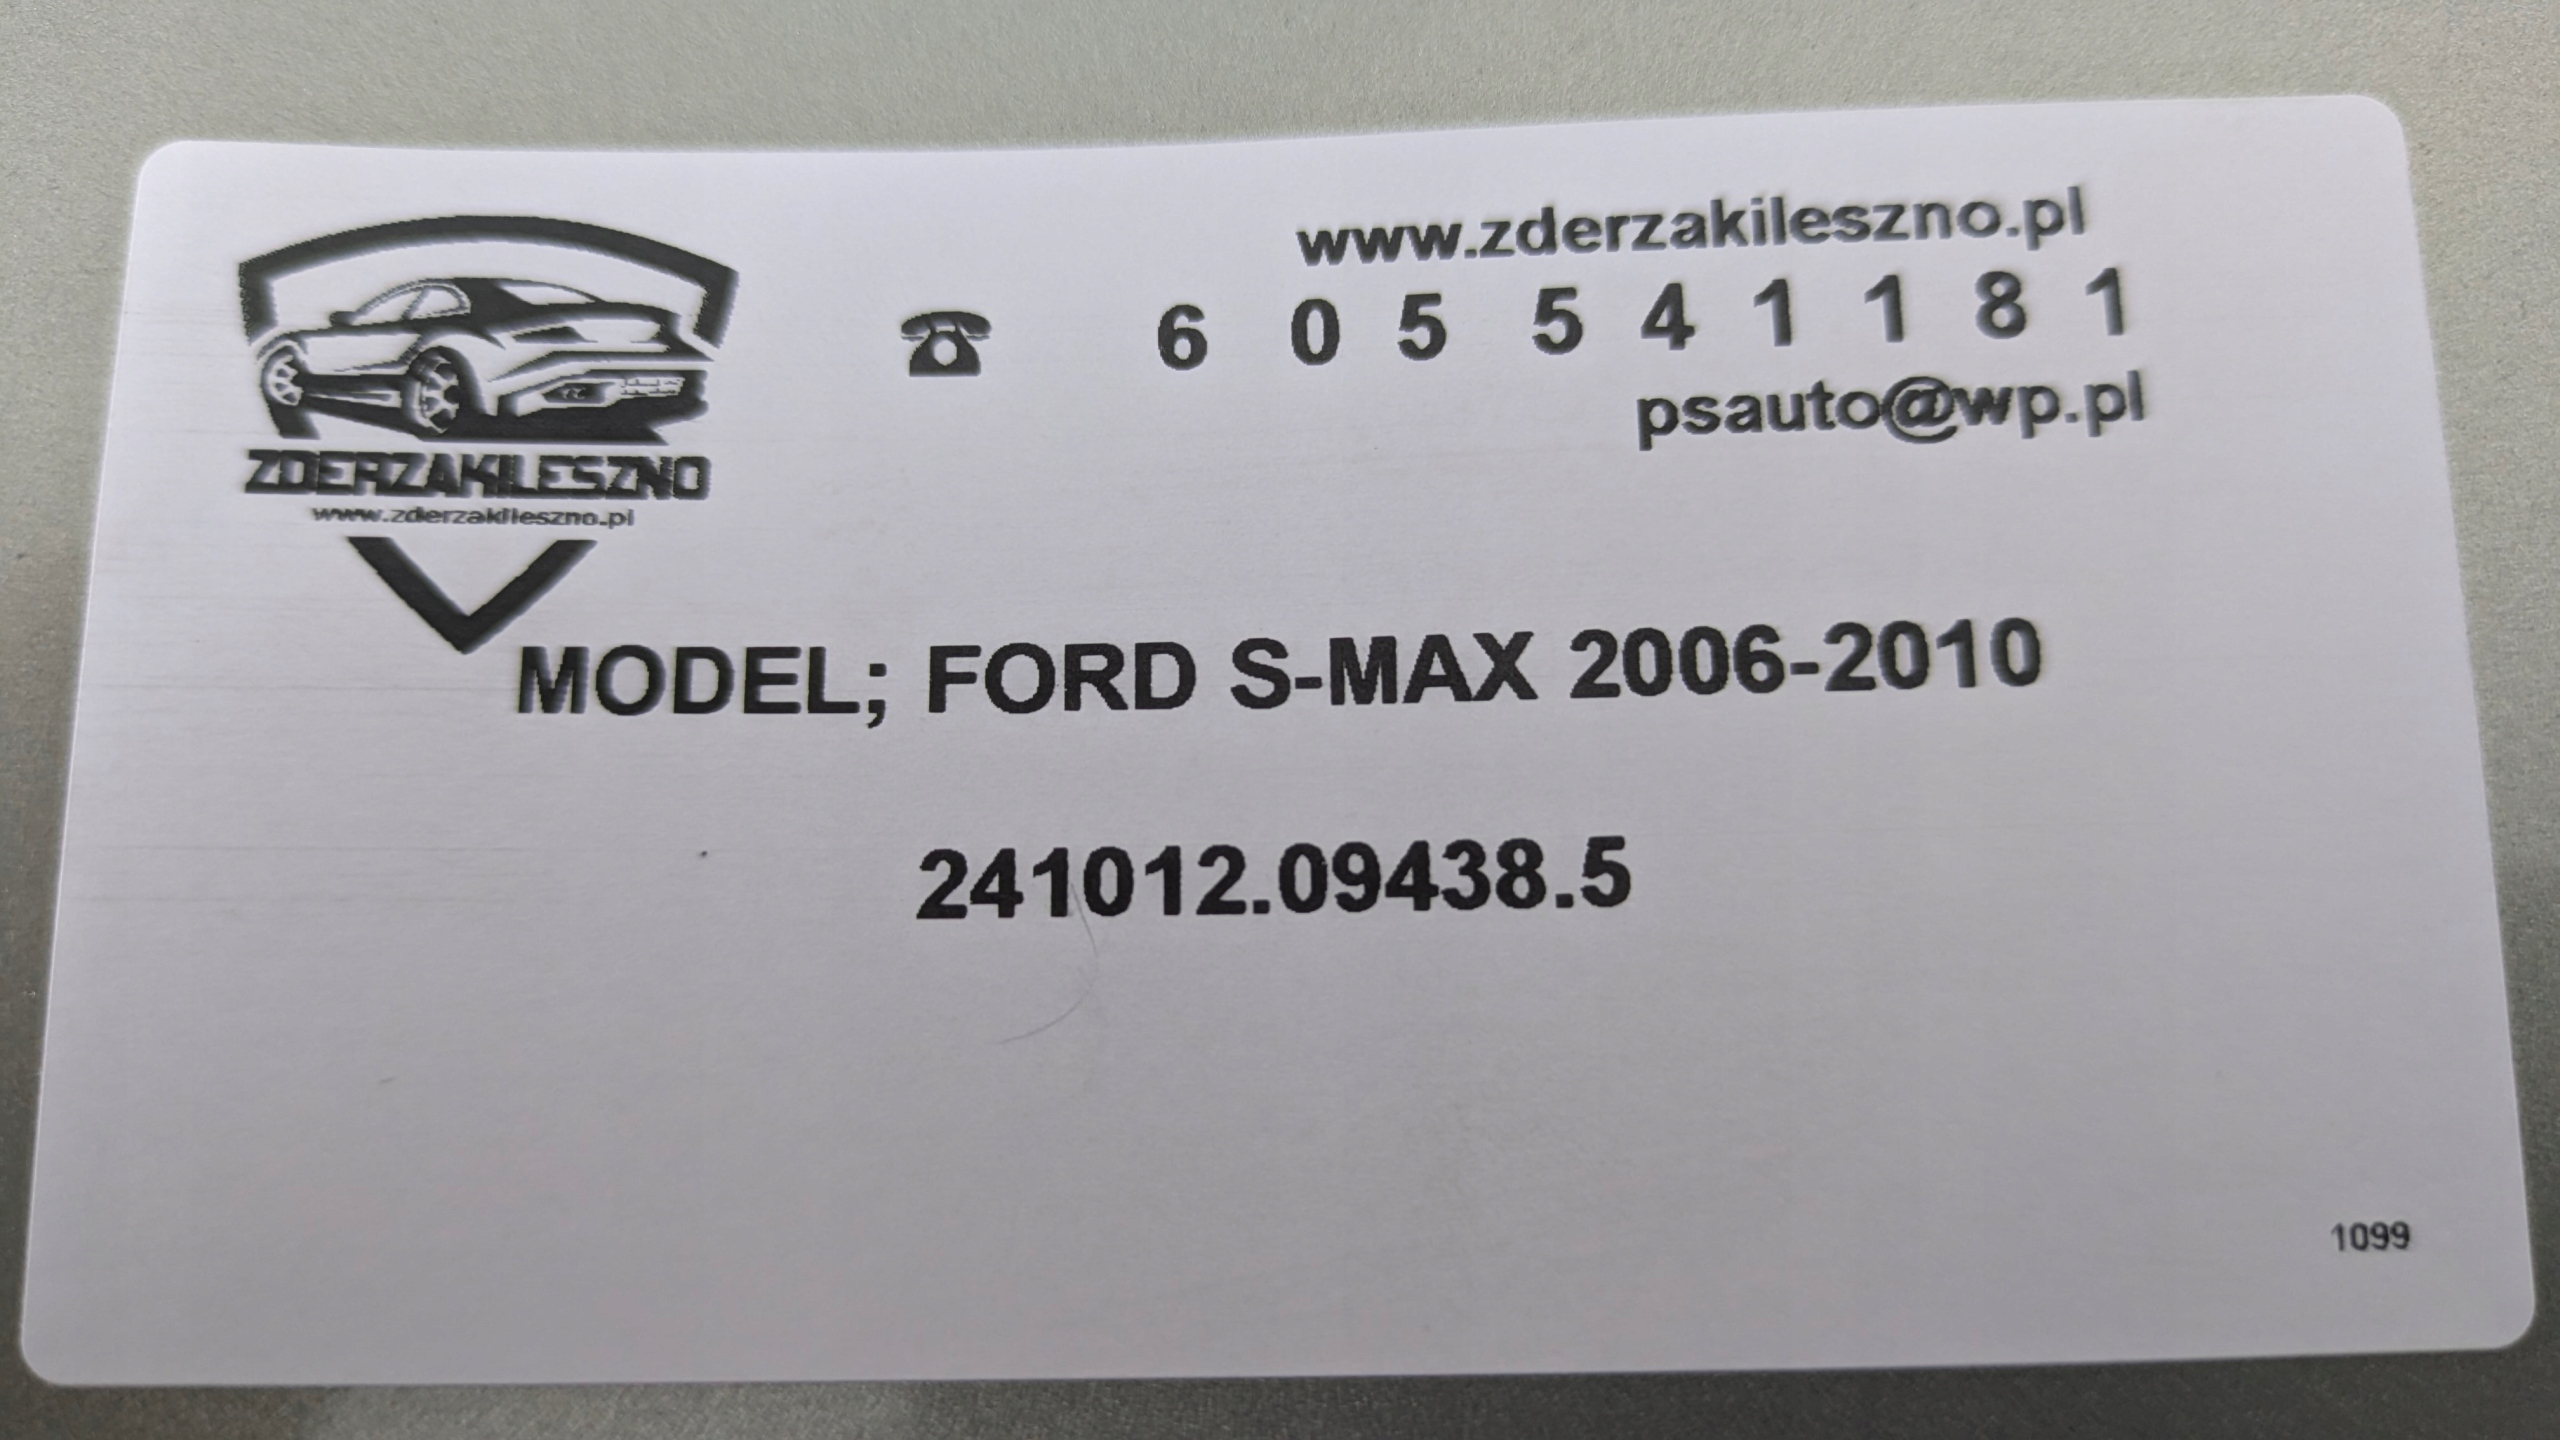 www.zderzakileszno.pl
☎ 6 0 5 5 4 1 1 8 1
psauto@wp.pl
ZDERZAKILESZNO
www.zderzakileszno.pl
MODEL; FORD S-MAX 2006-2010
241012.09438.5
1099